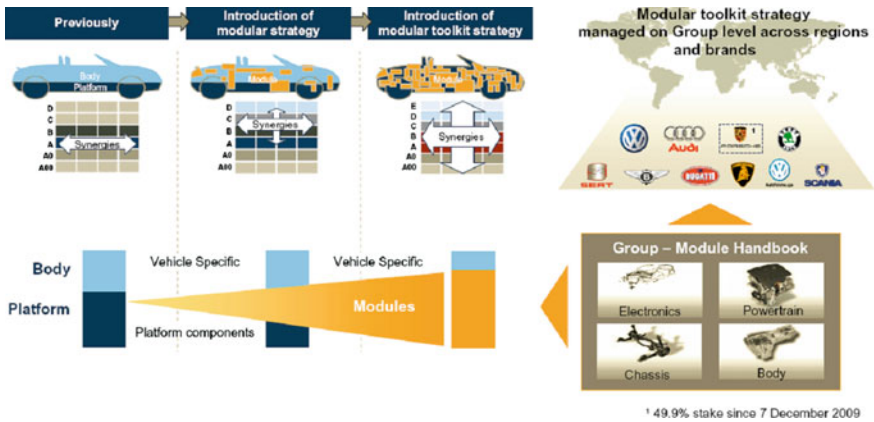 Previously
Introduction of
modular strategy
Introduction of
modular toolkit strategy
Modular toolkit strategy
managed on Group level across regions
and brands
Body
Platform
Module
Module
D
C
B
A
A0
A00
Synergies
D
C
B
A
A0
A00
Synergies
E
D
C
B
A
A0
A00
Synergies
Audi
1
SEAT
BUGATTI
SCANIA
Body
Platform
Vehicle Specific
Vehicle Specific
Modules
Platform components
Group – Module Handbook
Electronics
Powertrain
Chassis
Body
¹ 49.9% stake since 7 December 2009